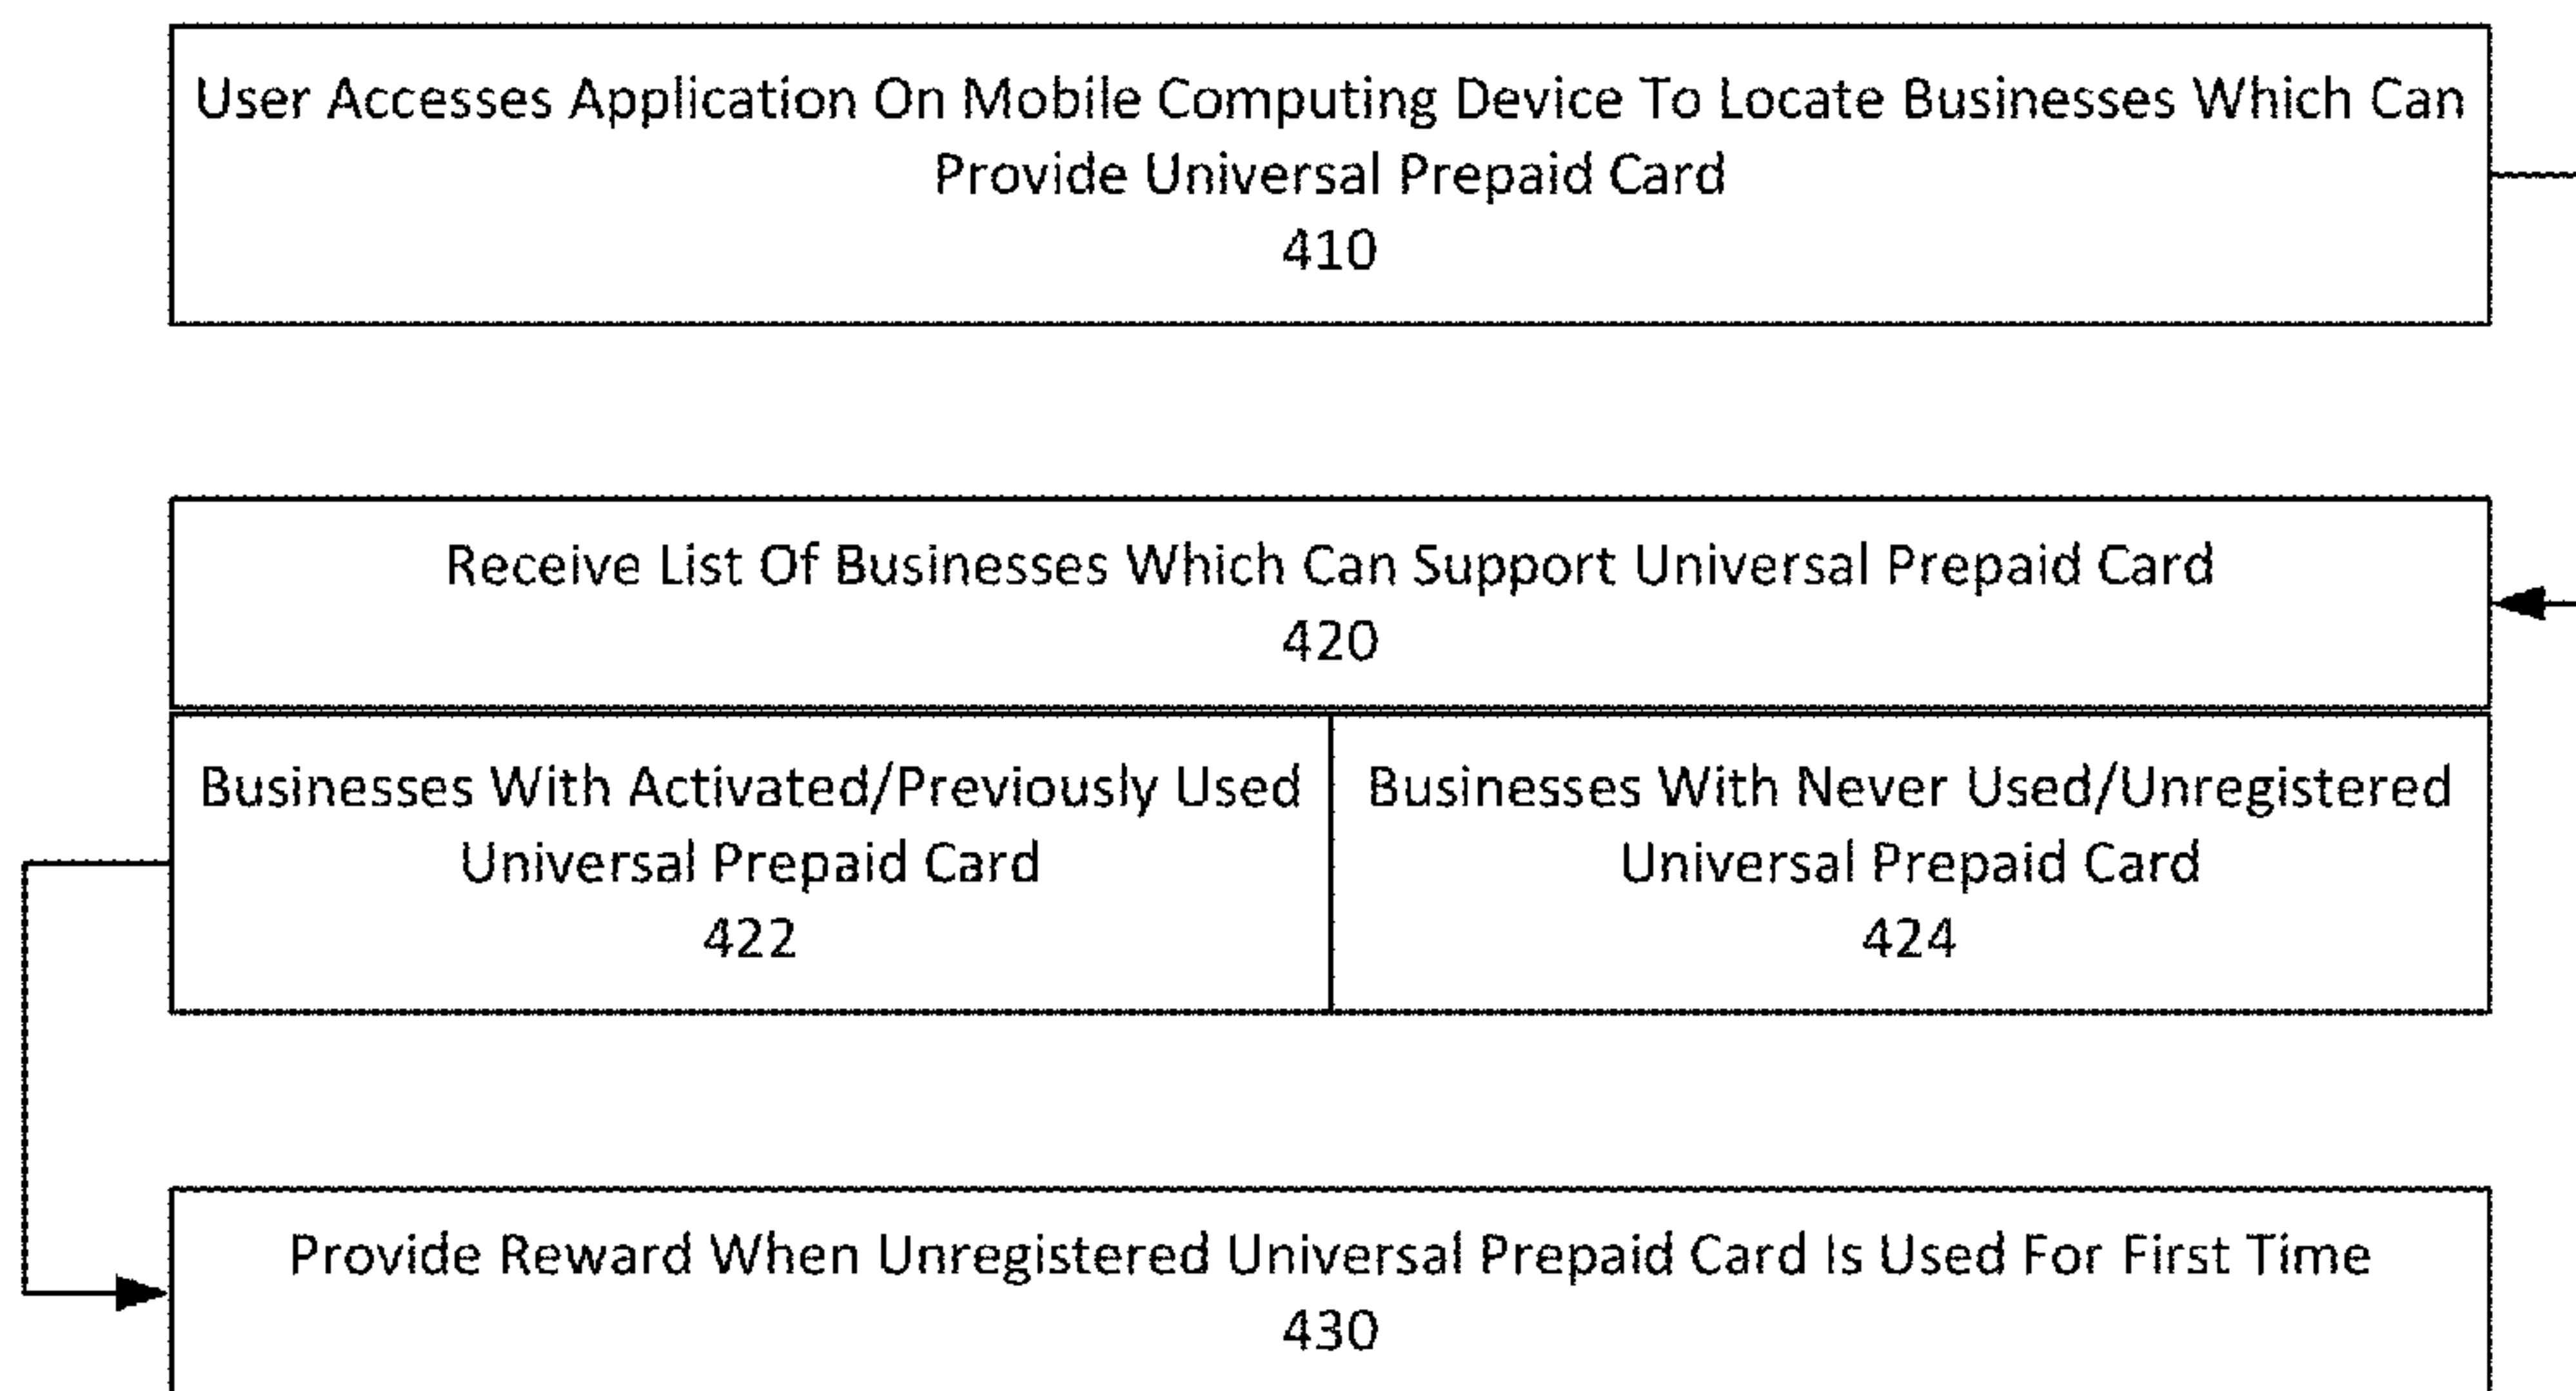 User Accesses Application On Mobile Computing Device To Locate Businesses Which Can
Provide Universal Prepaid Card
410
Receive List Of Businesses Which Can Support Universal Prepaid Card
420
Businesses With Activated/Previously Used
Universal Prepaid Card
422
Businesses With Never Used/Unregistered
Universal Prepaid Card
424
Provide Reward When Unregistered Universal Prepaid Card Is Used For First Time
430